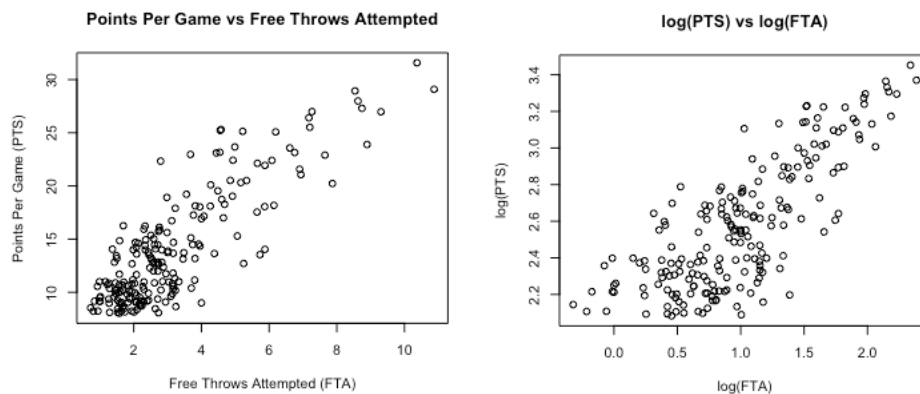 Points Per Game vs Free Throws Attempted
Points Per Game (PTS)
30
25
20
15
10
2 4 6 8 10
Free Throws Attempted (FTA)
log(PTS) vs log(FTA)
log(PTS)
3.4
3.2
3.0
2.8
2.6
2.4
2.2
0.0 0.5 1.0 1.5 2.0
log(FTA)